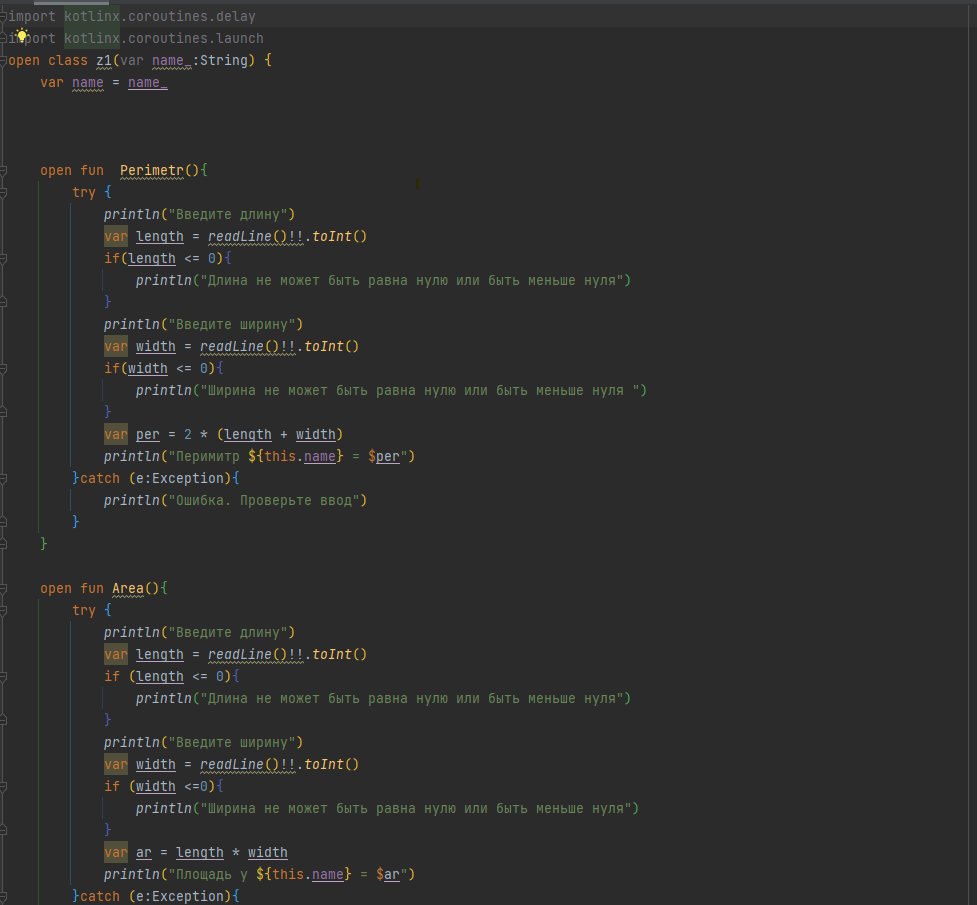 import kotlinx.coroutines.delay
import kotlinx.coroutines.launch
open class z1(var name_:String) {
    var name = name_
    open fun  Perimetr(){
        try {
            println("Введите длину")
            var length = readLine()!!.toInt()
            if(length <= 0){
                println("Длина не может быть равна нулю или быть меньше нуля")
            }
            println("Введите ширину")
            var width = readLine()!!.toInt()
            if(width <= 0){
                println("Ширина не может быть равна нулю или быть меньше нуля ")
            }
            var per = 2 * (length + width)
            println("Перимитр ${this.name} = $per")
        }catch (e:Exception){
            println("Ошибка. Проверьте ввод")
        }
    }
    open fun Area(){
        try {
            println("Введите длину")
            var length = readLine()!!.toInt()
            if (length <= 0){
                println("Длина не может быть равна нулю или быть меньше нуля")
            }
            println("Введите ширину")
            var width = readLine()!!.toInt()
            if (width <=0){
                println("Ширина не может быть равна нулю или быть меньше нуля")
            }
            var ar = length * width
            println("Площадь у ${this.name} = $ar")
        }catch (e:Exception){